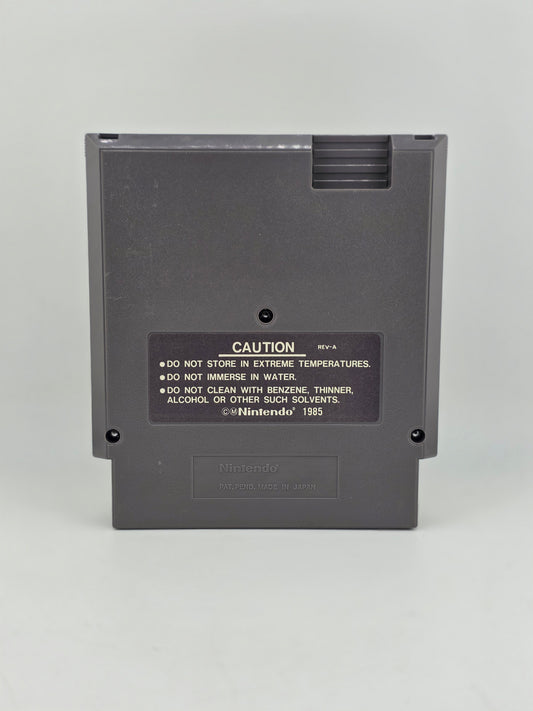 CAUTION REV-A
●DO NOT STORE IN EXTREME TEMPERATURES.
●DO NOT IMMERSE IN WATER.
●DO NOT CLEAN WITH BENZENE, THINNER,
ALCOHOL OR OTHER SUCH SOLVENTS.
©ⓂNintendo® 1985
Nintendo®
PAT. PEND. MADE IN JAPAN